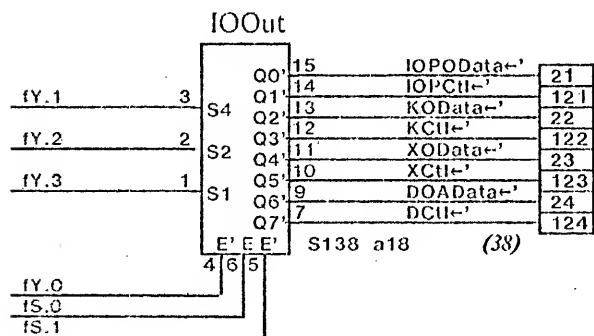 IOOut
Q0' 15 IOPOData←' 21
Q1' 14 IOPCtl←' 121
fY.1 3 S4 Q2' 13 KOData←' 22
Q3' 12 KCtl←' 122
fY.2 2 S2 Q4' 11 XOData←' 23
Q5' 10 XCtl←' 123
fY.3 1 S1 Q6' 9 DOAData←' 24
Q7' 7 DCtl←' 124
E' E E' S138 a18 (38)
4 6 5
fY.0
fS.0
fS.1